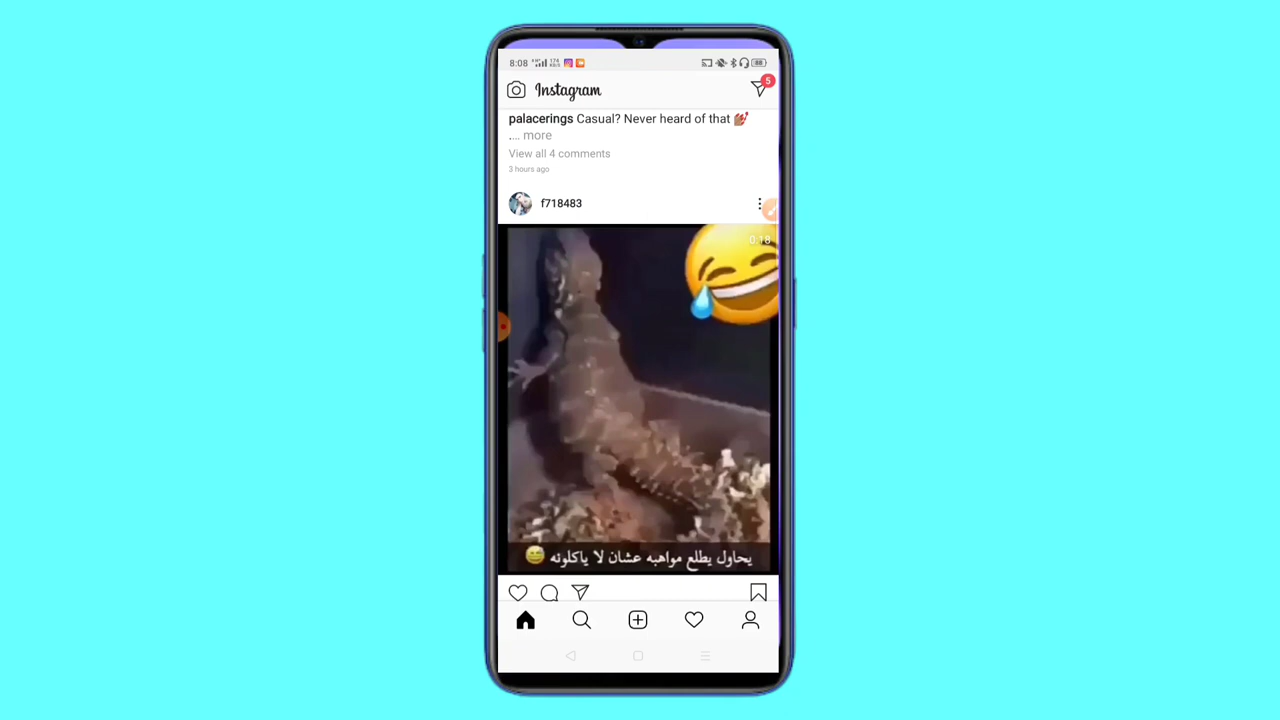 8:08
Instagram
5
palacerings Casual? Never heard of that
.... more
View all 4 comments
3 hours ago
f718483
0:18
يحاول يطلع مواهبه عشان لا ياكلونه